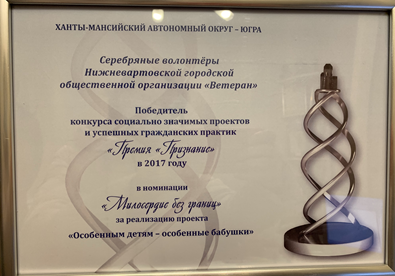 ХАНТЫ-МАНСИЙСКИЙ АВТОНОМНЫЙ ОКРУГ – ЮГРА
Серебряные волонтёры
Нижневартовской городской
общественной организации «Ветеран»
Победитель
конкурса социально значимых проектов
и успешных гражданских практик
«Премия «Признание»
в 2017 году
в номинации
«Милосердие без границ»
за реализацию проекта
«Особенным детям – особенные бабушки»